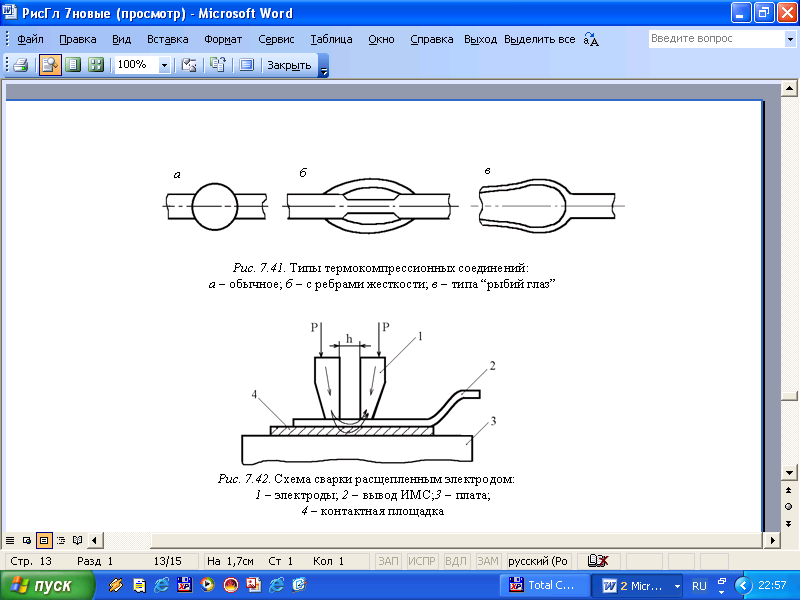 РисГл 7новые (просмотр) - Microsoft Word
Файл Правка Вид Вставка Формат Сервис Таблица Окно Справка Выход Выделить все Введите вопрос
100% Закрыть
а б в
Рис. 7.41. Типы термокомпрессионных соединений:
а – обычное; б – с ребрами жесткости; в – типа “рыбий глаз”
P h P
1
2
4
3
Рис. 7.42. Схема сварки расщепленным электродом:
1 – электроды; 2 – вывод ИМС;3 – плата;
4 – контактная площадка
Стр. 13 Разд 1 13/15 На 1,7см Ст 1 Кол 1 ЗАП ИСПР ВДЛ ЗАМ русский (Ро
пуск Total C... 2 Micr... RU 22:57